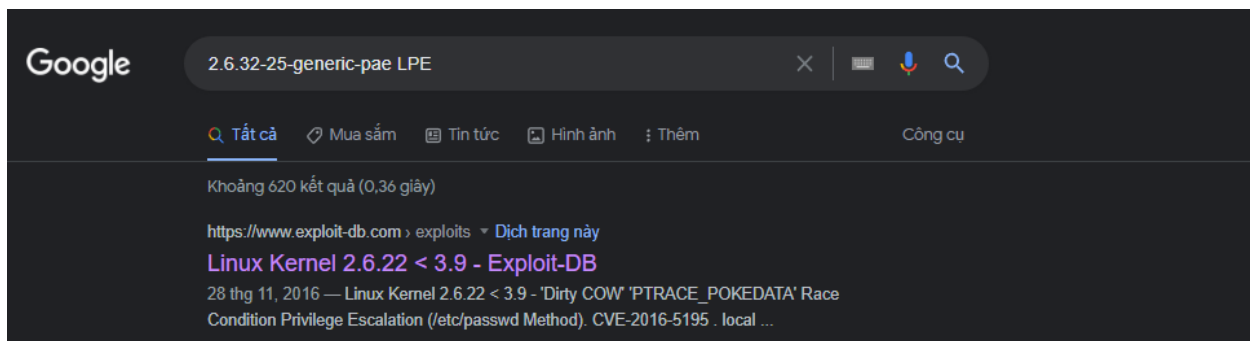 Google
2.6.32-25-generic-pae LPE
Tất cả Mua sắm Tin tức Hình ảnh Thêm Công cụ
Khoảng 620 kết quả (0,36 giây)
https://www.exploit-db.com › exploits Dịch trang này
Linux Kernel 2.6.22 < 3.9 - Exploit-DB
28 thg 11, 2016 — Linux Kernel 2.6.22 < 3.9 - 'Dirty COW' 'PTRACE_POKEDATA' Race
Condition Privilege Escalation (/etc/passwd Method). CVE-2016-5195 . local ...